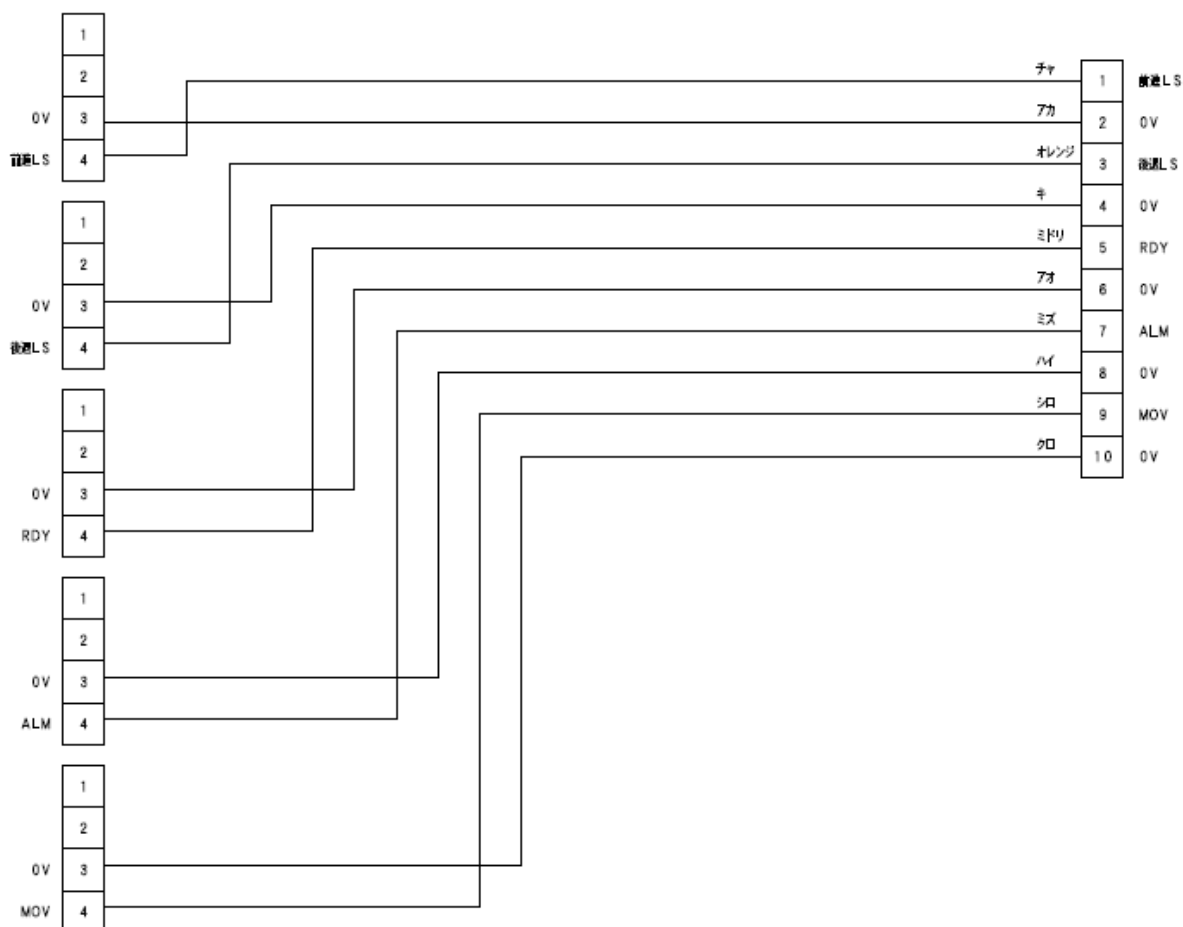 1
2
0V 3
前進LS 4
1
2
0V 3
後退LS 4
1
2
0V 3
RDY 4
1
2
0V 3
ALM 4
1
2
0V 3
MOV 4
チャ 1 前進LS
アカ 2 0V
オレンジ 3 後退LS
キ 4 0V
ミドリ 5 RDY
アオ 6 0V
ミズ 7 ALM
ハイ 8 0V
シロ 9 MOV
クロ 10 0V